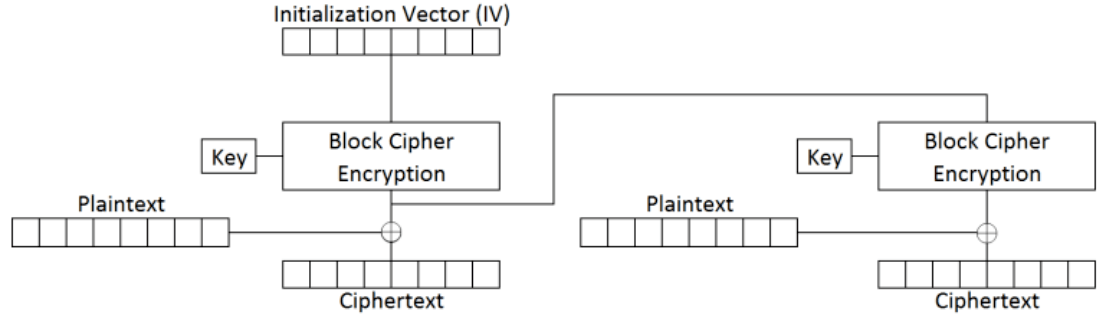 Initialization Vector (IV)
Key
Block Cipher
Encryption
Plaintext
Ciphertext
Key
Block Cipher
Encryption
Plaintext
Ciphertext